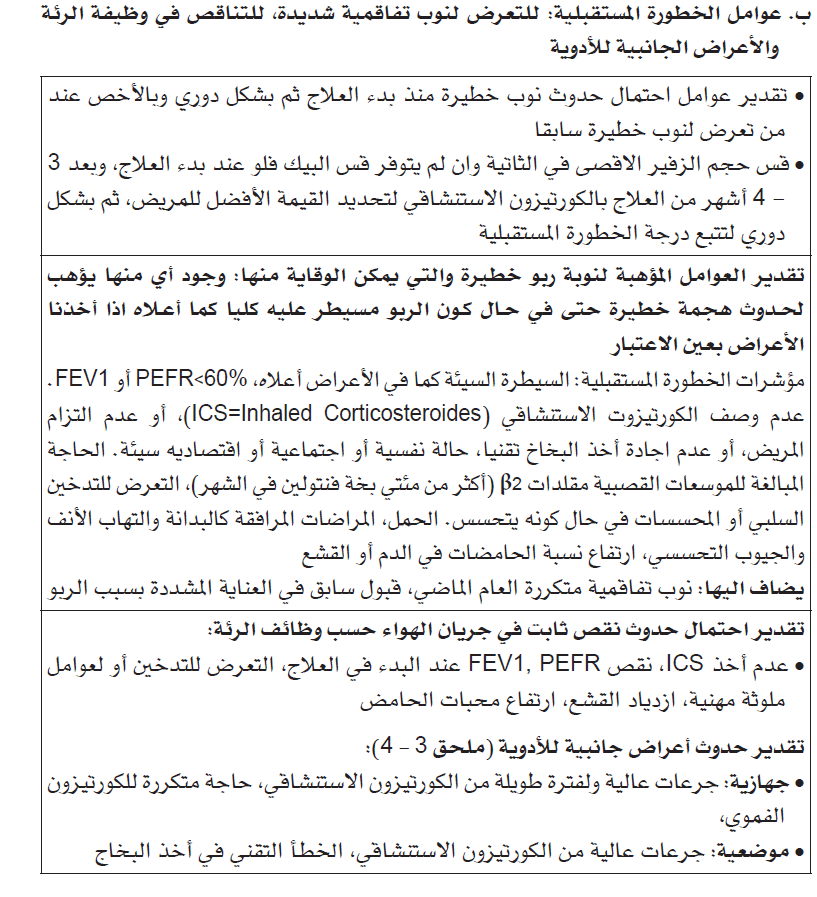 ب. عوامل الخطورة المستقبلية: للتعرض لنوب تفاقمية شديدة، للتناقص في وظيفة الرئة
والأعراض الجانبية للأدوية
• تقدير عوامل احتمال حدوث نوب خطيرة منذ بدء العلاج ثم بشكل دوري وبالأخص عند
من تعرض لنوب خطيرة سابقا
• قس حجم الزفير الاقصى في الثانية وان لم يتوفر قس البيك فلو عند بدء العلاج، وبعد 3
– 4 أشهر من العلاج بالكورتيزون الاستنشاقي لتحديد القيمة الأفضل للمريض، ثم بشكل
دوري لتتبع درجة الخطورة المستقبلية
تقدير العوامل المؤهبة لنوبة ربو خطيرة والتي يمكن الوقاية منها: وجود أي منها يؤهب
لحدوث هجمة خطيرة حتى في حال كون الربو مسيطر عليه كليا كما أعلاه اذا أخذنا
الأعراض بعين الاعتبار
مؤشرات الخطورة المستقبلية: السيطرة السيئة كما في الأعراض أعلاه، PEFR<60% أو FEV1.
عدم وصف الكورتيزوت الاستنشاقي (ICS=Inhaled Corticosteroides)، أو عدم التزام
المريض، أو عدم اجادة أخذ البخاخ تقنيا، حالة نفسية أو اجتماعية أو اقتصاديه سيئة. الحاجة
المبالغة للموسعات القصبية مقلدات β2 (أكثر من مئتي بخة فنتولين في الشهر)، التعرض للتدخين
السلبي أو المحسسات في حال كونه يتحسس. الحمل، المراضات المرافقة كالبدانة والتهاب الأنف
والجيوب التحسسي، ارتفاع نسبة الحامضات في الدم أو القشع
يضاف اليها: نوب تفاقمية متكررة العام الماضي، قبول سابق في العناية المشددة بسبب الربو
تقدير احتمال حدوث نقص ثابت في جريان الهواء حسب وظائف الرئة:
• عدم أخذ ICS، نقص FEV1, PEFR عند البدء في العلاج، التعرض للتدخين أو لعوامل
ملوثة مهنية، ازدياد القشع، ارتفاع محبات الحامض
تقدير حدوث أعراض جانبية للأدوية (ملحق 3 – 4):
• جهازية: جرعات عالية ولفترة طويلة من الكورتيزون الاستنشاقي، حاجة متكررة للكورتيزون
الفموي،
• موضعية: جرعات عالية من الكورتيزون الاستنشاقي، الخطأ التقني في أخذ البخاج